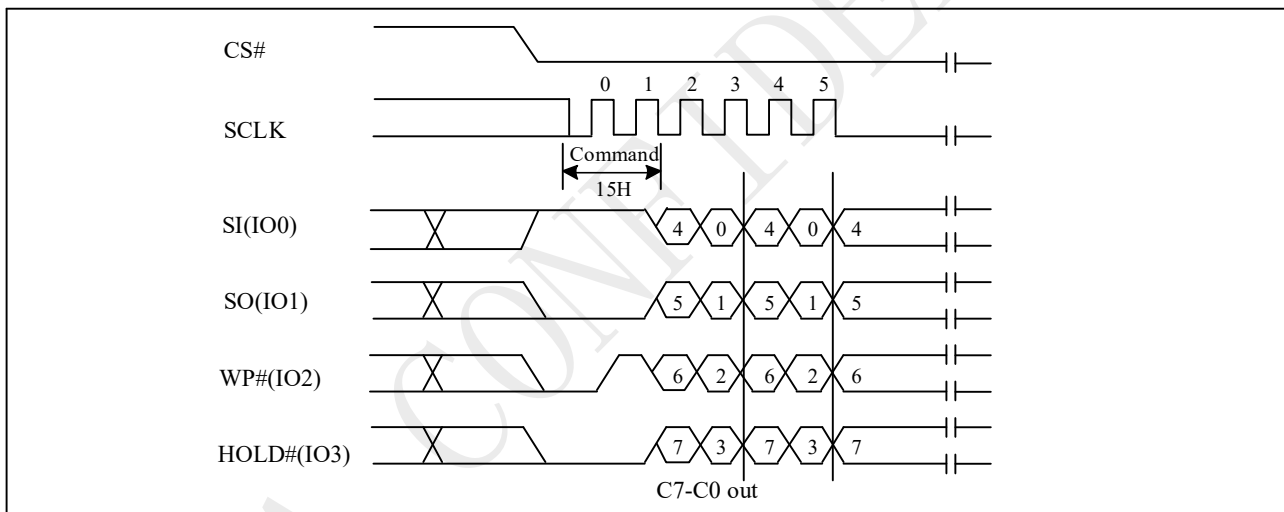 CS#
0 1 2 3 4 5
SCLK
Command
15H
SI(IO0)
4 0 4 0 4
SO(IO1)
5 1 5 1 5
WP#(IO2)
6 2 6 2 6
HOLD#(IO3)
7 3 7 3 7
C7-C0 out